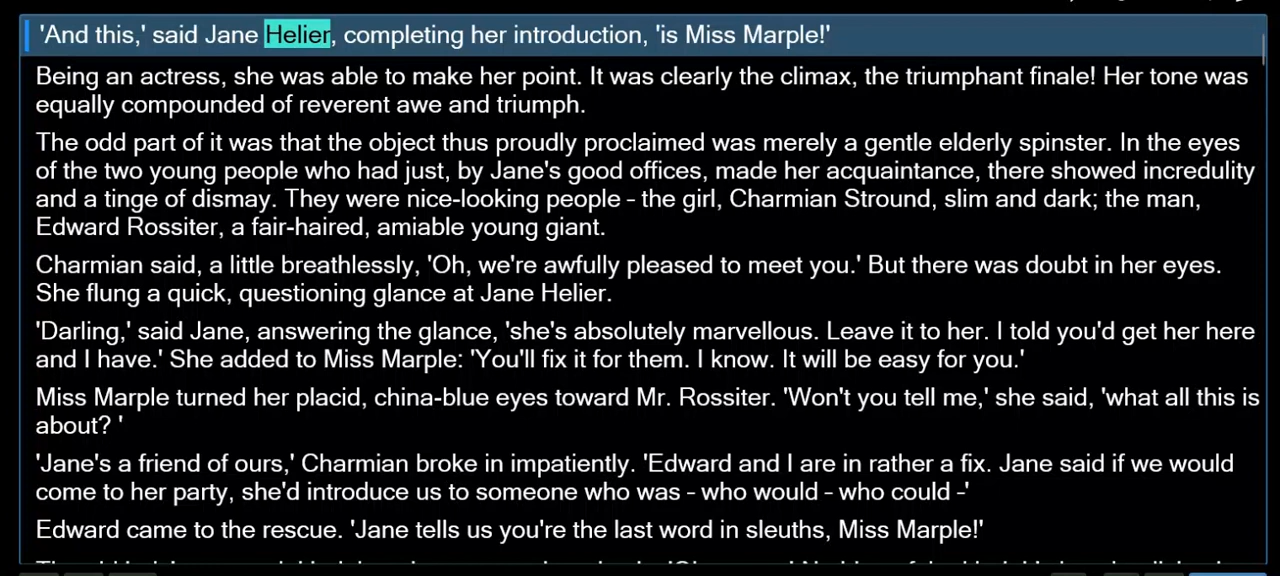 'And this,' said Jane Helier, completing her introduction, 'is Miss Marple!'
Being an actress, she was able to make her point. It was clearly the climax, the triumphant finale! Her tone was
equally compounded of reverent awe and triumph.
The odd part of it was that the object thus proudly proclaimed was merely a gentle elderly spinster. In the eyes
of the two young people who had just, by Jane's good offices, made her acquaintance, there showed incredulity
and a tinge of dismay. They were nice-looking people - the girl, Charmian Stround, slim and dark; the man,
Edward Rossiter, a fair-haired, amiable young giant.
Charmian said, a little breathlessly, 'Oh, we're awfully pleased to meet you.' But there was doubt in her eyes.
She flung a quick, questioning glance at Jane Helier.
'Darling,' said Jane, answering the glance, 'she's absolutely marvellous. Leave it to her. I told you'd get her here
and I have.' She added to Miss Marple: 'You'll fix it for them. I know. It will be easy for you.'
Miss Marple turned her placid, china-blue eyes toward Mr. Rossiter. 'Won't you tell me,' she said, 'what all this is
about? '
'Jane's a friend of ours,' Charmian broke in impatiently. 'Edward and I are in rather a fix. Jane said if we would
come to her party, she'd introduce us to someone who was - who would - who could -'
Edward came to the rescue. 'Jane tells us you're the last word in sleuths, Miss Marple!'